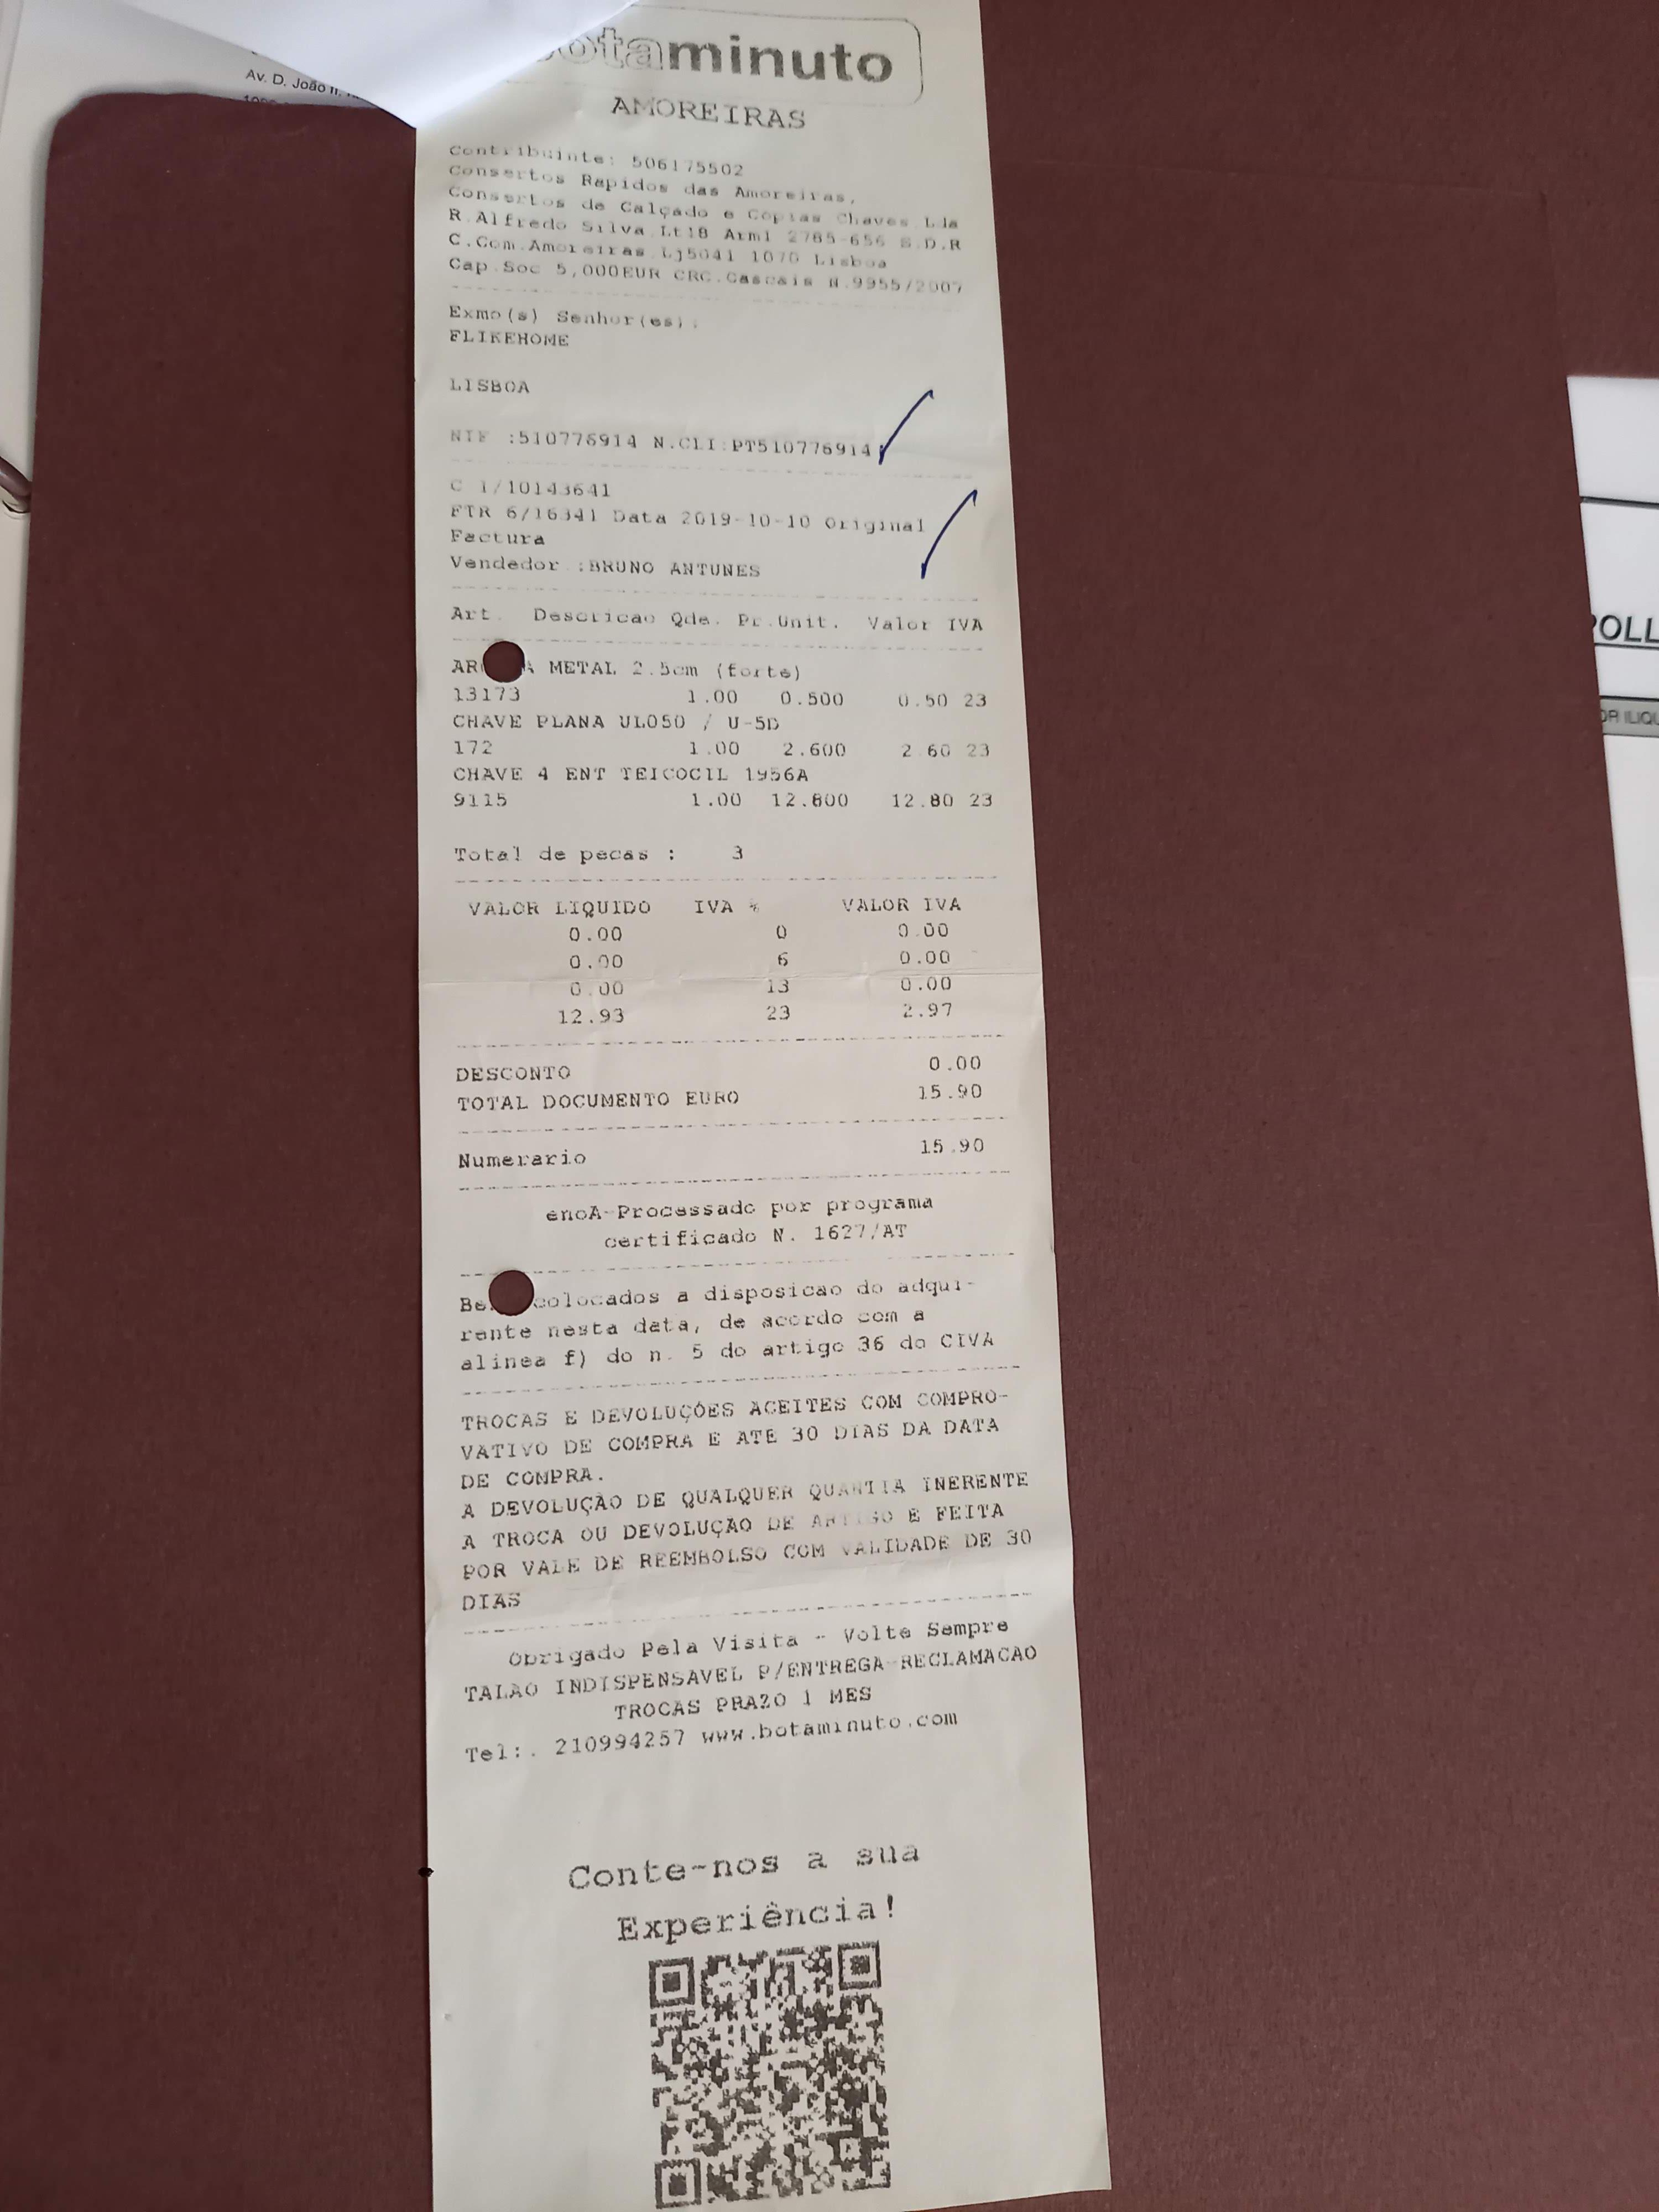 Av. D. João II,
otaminuto
AMOREIRAS
Contribuinte: 506175502
Consertos Rapidos das Amoreiras,
Consertos de Calçado e Copias Chaves Lda
R.Alfredo Silva.Lt18 Arm1 2785-656 S.D.R
C.Com.Amoreiras.Lj5041 1070 Lisboa
Cap.Soc 5,000EUR CRC.Cascais N.9955/2007
Exmo(s) Senhor(es).
FLIKEHOME
LISBOA
NIF :510776914 N.CLI:PT510776914
C 1/10143641
FTR 6/16341 Data 2019-10-10 Original
Factura
Vendedor :BRUNO ANTUNES
Art. Descricao Qde. Pr.Unit. Valor IVA
AR A METAL 2.5cm (forte)
13173 1.00 0.500 0.50 23
CHAVE PLANA UL050 / U-5D
172 1.00 2.600 2.60 23
CHAVE 4 ENT TEICOCIL 1956A
9115 1.00 12.800 12.80 23
Total de pecas : 3
VALOR LIQUIDO IVA % VALOR IVA
0.00 0 0.00
0.00 6 0.00
0.00 13 0.00
12.93 23 2.97
DESCONTO 0.00
TOTAL DOCUMENTO EURO 15.90
Numerario 15.90
enoA-Processado por programa
certificado N. 1627/AT
Be colocados a disposicao do adqui-
rente nesta data, de acordo com a
alinea f) do n. 5 do artigo 36 do CIVA
TROCAS E DEVOLUÇÕES ACEITES COM COMPRO-
VATIVO DE COMPRA E ATE 30 DIAS DA DATA
DE COMPRA.
A DEVOLUÇÃO DE QUALQUER QUANTIA INERENTE
A TROCA OU DEVOLUÇÃO DE ARTIGO E FEITA
POR VALE DE REEMBOLSO COM VALIDADE DE 30
DIAS
Obrigado Pela Visita - Volte Sempre
TALAO INDISPENSAVEL P/ENTREGA-RECLAMACAO
TROCAS PRAZO 1 MES
Tel:. 210994257 www.botaminuto.com
Conte-nos a sua
Experiência!
OLL
OR ILIQU